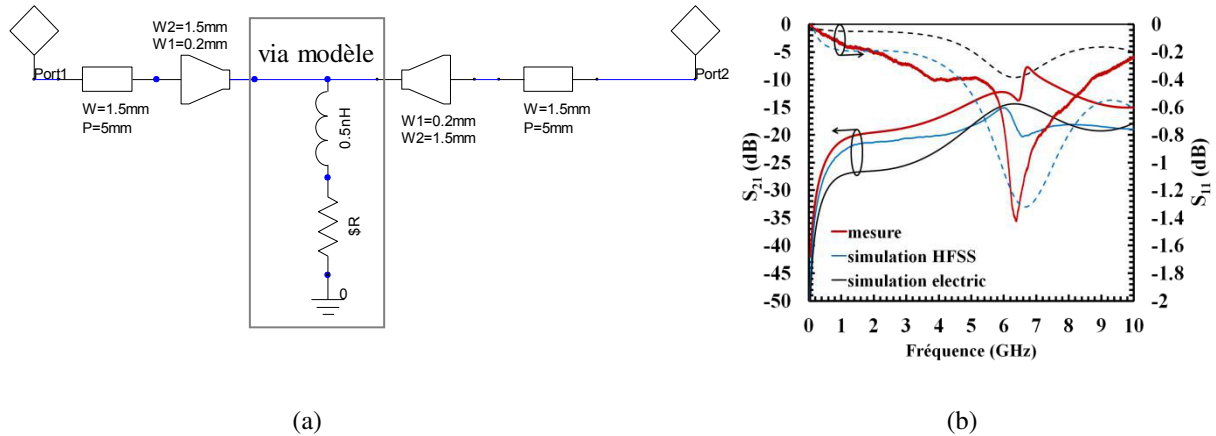 W2=1.5mm
W1=0.2mm
via modèle
Port1
Port2
W=1.5mm
P=5mm
0.5nH
W1=0.2mm
W2=1.5mm
W=1.5mm
P=5mm
$R
0
(a)
0
-5
-10
-15
-20
-25
-30
-35
-40
-45
-50
S21 (dB)
0
-0.2
-0.4
-0.6
-0.8
-1
-1.2
-1.4
-1.6
-1.8
-2
S11 (dB)
mesure
simulation HFSS
simulation electric
0 1 2 3 4 5 6 7 8 9 10
Fréquence (GHz)
(b)